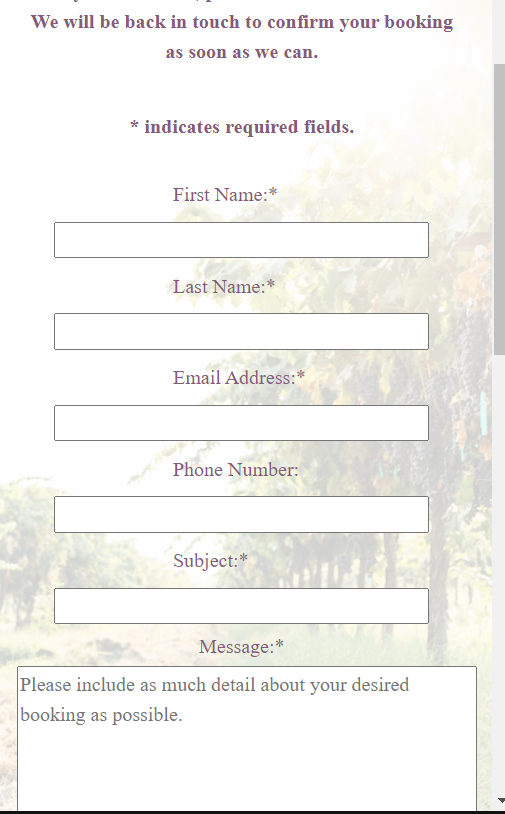 We will be back in touch to confirm your booking
as soon as we can.
* indicates required fields.
First Name:*
Last Name:*
Email Address:*
Phone Number:
Subject:*
Message:*
Please include as much detail about your desired
booking as possible.